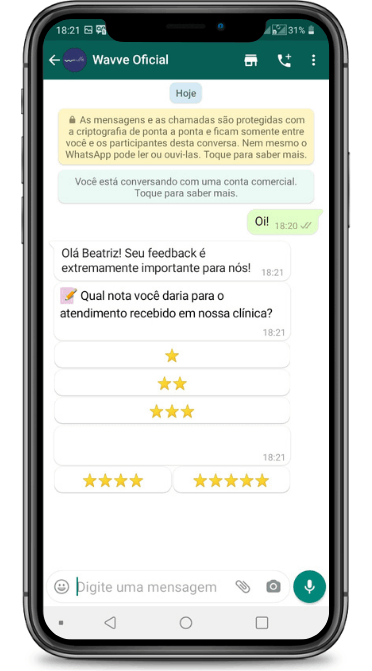 18:21 31%
Wavve Oficial
Hoje
As mensagens e as chamadas são protegidas com
a criptografia de ponta a ponta e ficam somente entre
você e os participantes desta conversa. Nem mesmo o
WhatsApp pode ler ou ouvi-las. Toque para saber mais.
Você está conversando com uma conta comercial.
Toque para saber mais.
Oi! 18:20
Olá Beatriz! Seu feedback é
extremamente importante para nós! 18:21
Qual nota você daria para o
atendimento recebido em nossa clínica?
18:21
18:21
Digite uma mensagem